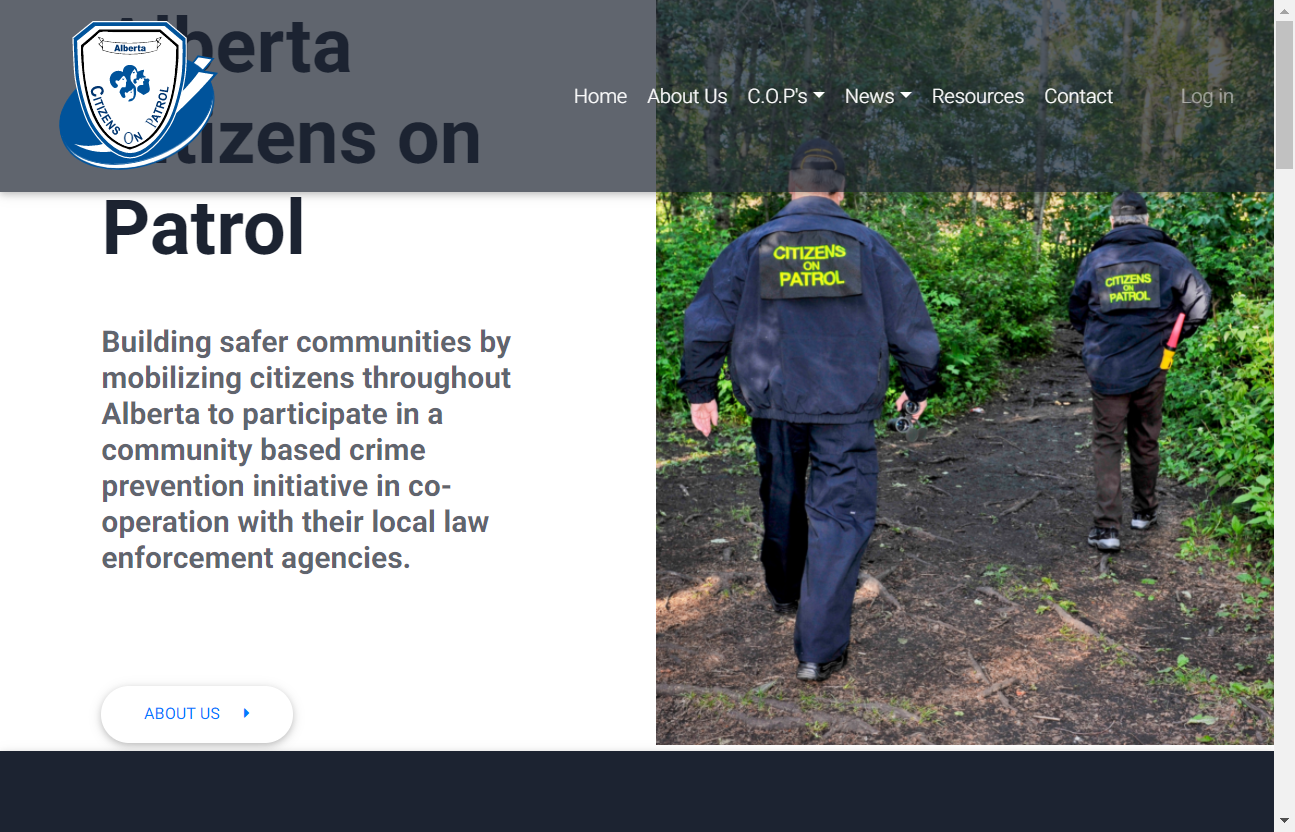 Alberta
CITIZENS ON PATROL
Home About Us C.O.P's News Resources Contact Log in
Alberta
Citizens on
Patrol
Building safer communities by
mobilizing citizens throughout
Alberta to participate in a
community based crime
prevention initiative in co-
operation with their local law
enforcement agencies.
ABOUT US
CITIZENS
ON
PATROL
CITIZENS
ON
PATROL